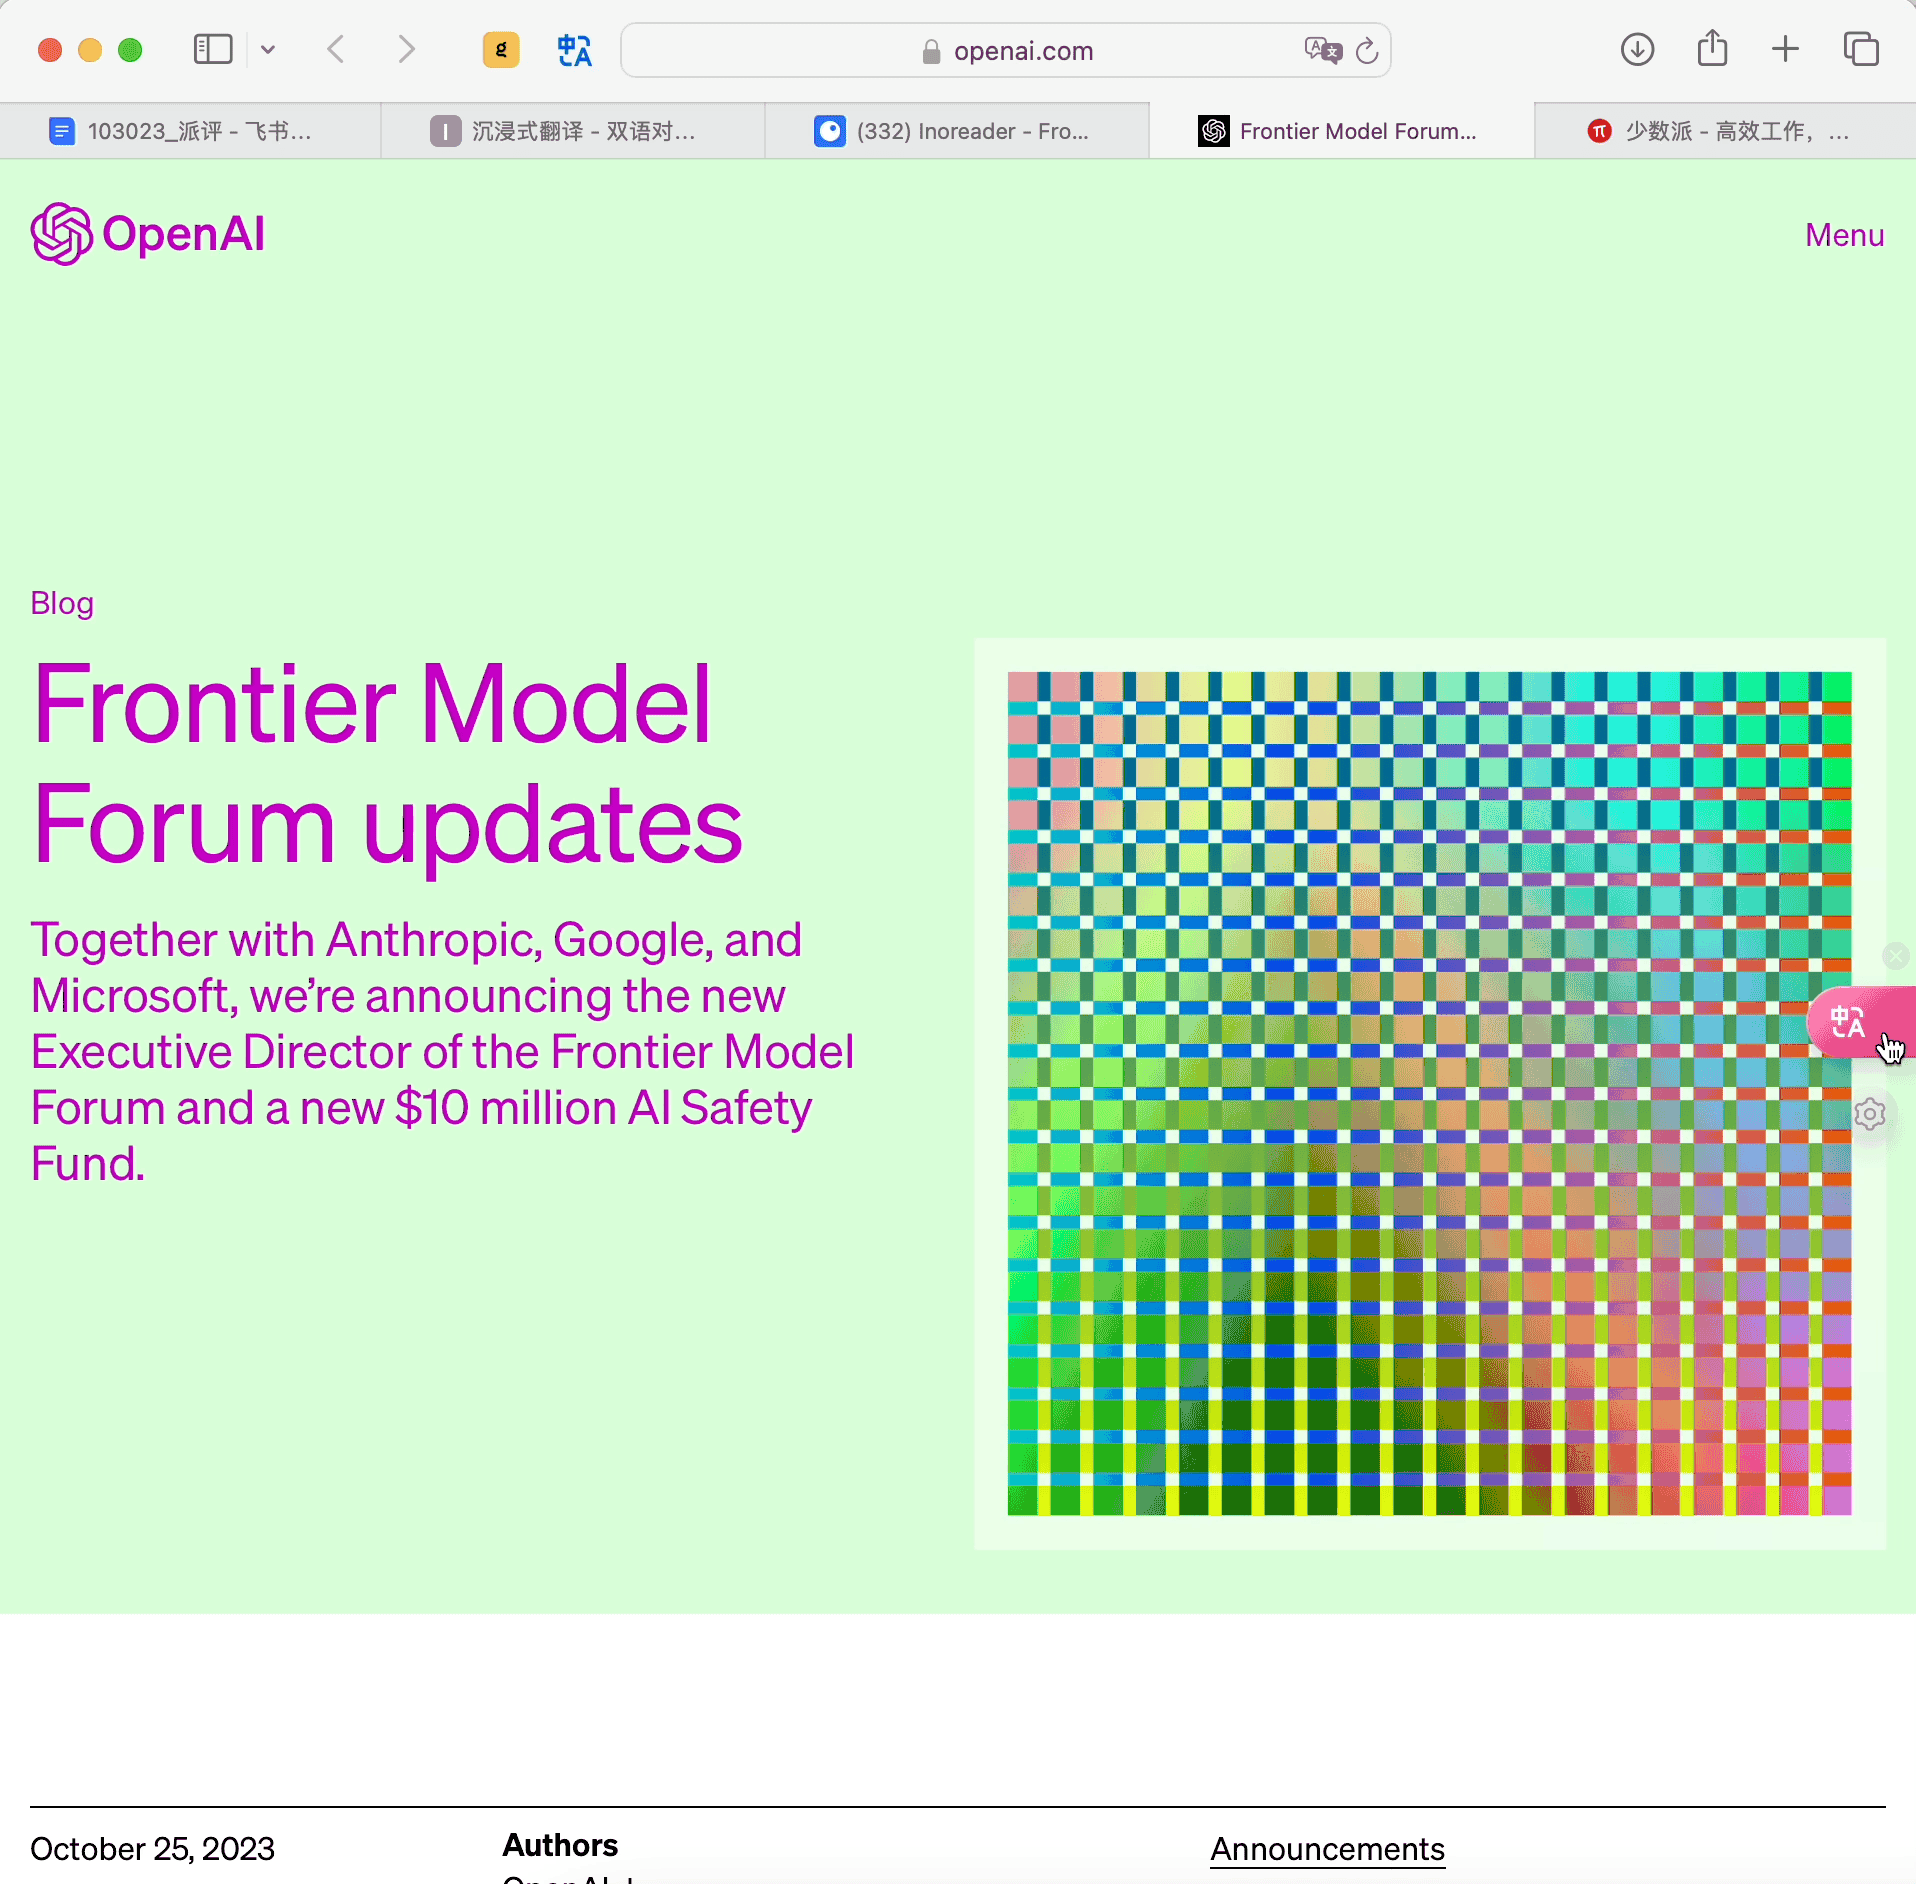 g
openai.com
103023_派评 - 飞书...
I
沉浸式翻译 - 双语对...
(332) Inoreader - Fro...
Frontier Model Forum...
π
少数派 - 高效工作，...
OpenAI
Menu
Blog
Frontier Model
Forum updates
Together with Anthropic, Google, and
Microsoft, we’re announcing the new
Executive Director of the Frontier Model
Forum and a new $10 million AI Safety
Fund.
中A
October 25, 2023
Authors
Announcements